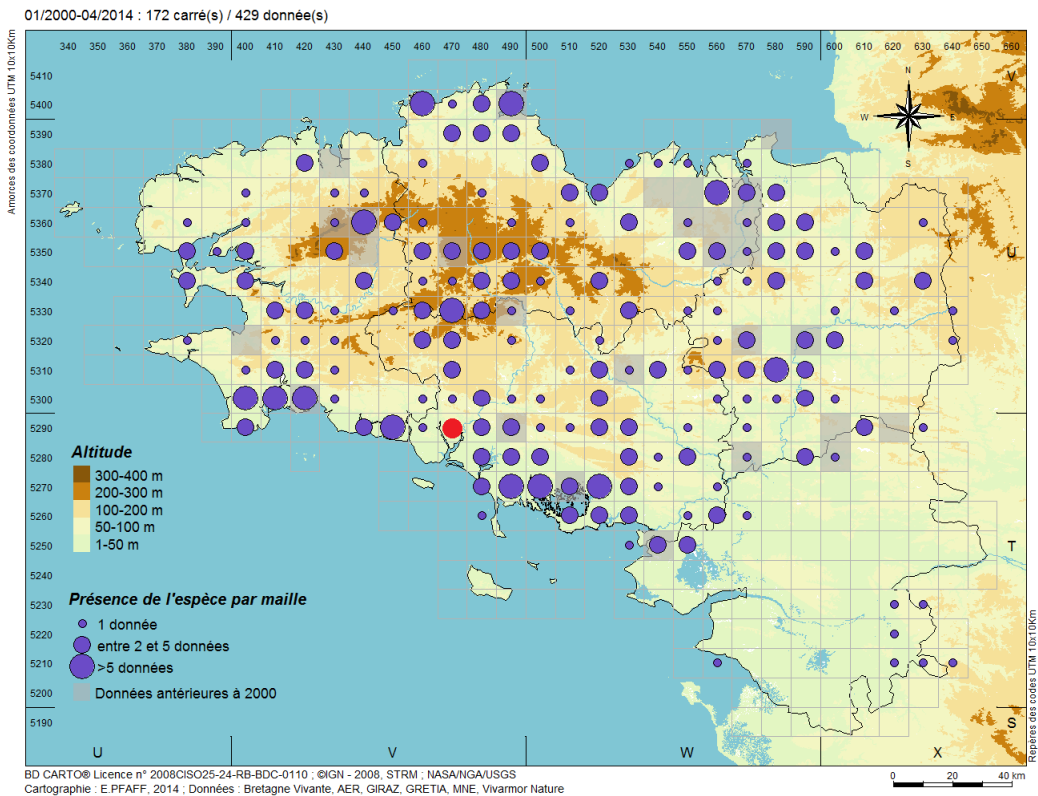 01/2000-04/2014 : 172 carré(s) / 429 donnée(s)
Amorces des coordonnées UTM 10x10Km
340 350 360 370 380 390 400 410 420 430 440 450 460 470 480 490 500 510 520 530 540 550 560 570 580 590 600 610 620 630 640 650 660
5410
5400
5390
5380
5370
5360
5350
5340
5330
5320
5310
5300
5290
5280
5270
5260
5250
5240
5230
5220
5210
5200
5190
N
W E
S
V
U
T
S
Altitude
300-400 m
200-300 m
100-200 m
50-100 m
1-50 m
Présence de l'espèce par maille
1 donnée
entre 2 et 5 données
>5 données
Données antérieures à 2000
U V W X
Repères des codes UTM 10x10Km
BD CARTO® Licence n° 2008CISO25-24-RB-BDC-0110 ; ©IGN - 2008, STRM ; NASA/NGA/USGS
Cartographie : E.PFAFF, 2014 ; Données : Bretagne Vivante, AER, GIRAZ, GRETIA, MNE, Vivarmor Nature
0 20 40 km